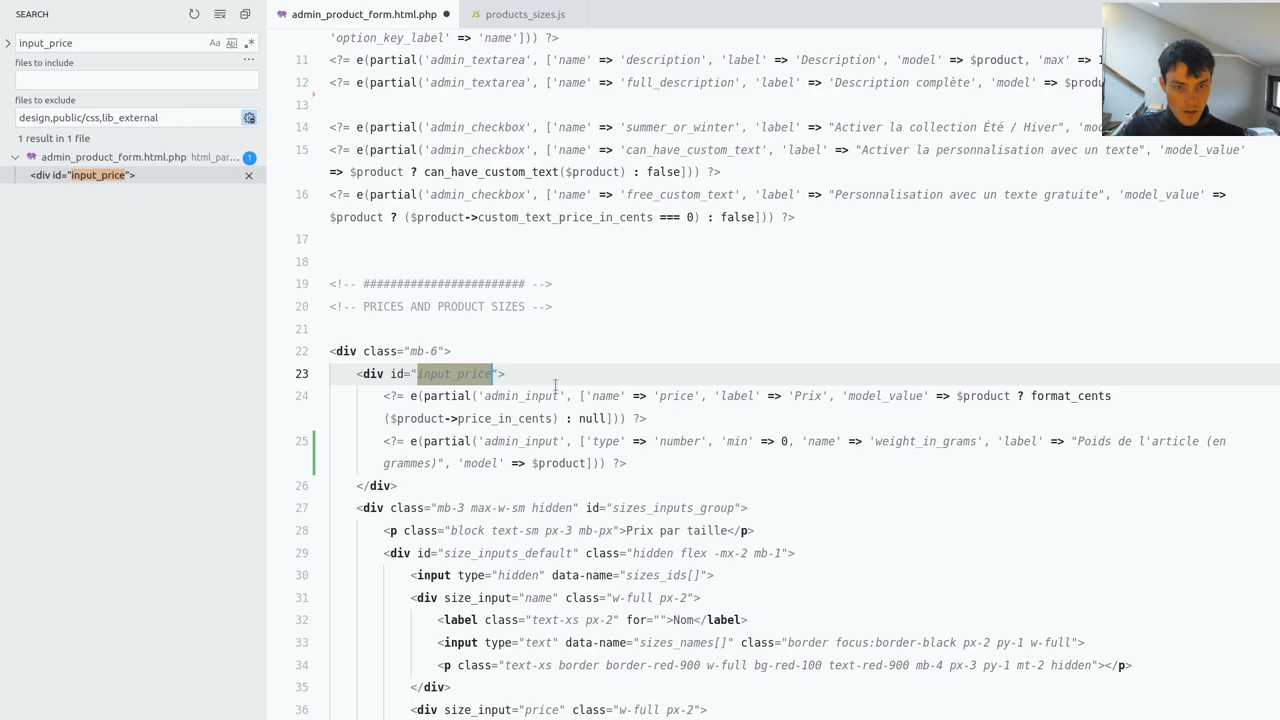 SEARCH
admin_product_form.html.php
JS products_sizes.js
input_price
Aa ab .*
files to include
files to exclude
design,public/css,lib_external
1 result in 1 file
admin_product_form.html.php html_par... 1
<div id="input_price">
'option_key_label' => 'name'])) ?>
11 <?= e(partial('admin_textarea', ['name' => 'description', 'label' => 'Description', 'model' => $product, 'max' => 1
12 <?= e(partial('admin_textarea', ['name' => 'full_description', 'label' => 'Description complète', 'model' => $produ
13
14 <?= e(partial('admin_checkbox', ['name' => 'summer_or_winter', 'label' => "Activer la collection Été / Hiver", 'mo
15 <?= e(partial('admin_checkbox', ['name' => 'can_have_custom_text', 'label' => "Activer la personnalisation avec un texte", 'model_value'
=> $product ? can_have_custom_text($product) : false])) ?>
16 <?= e(partial('admin_checkbox', ['name' => 'free_custom_text', 'label' => "Personnalisation avec un texte gratuite", 'model_value' =>
$product ? ($product->custom_text_price_in_cents === 0) : false])) ?>
17
18
19 <!-- ######################## -->
20 <!-- PRICES AND PRODUCT SIZES -->
21
22 <div class="mb-6">
23 <div id="input_price">
24 <?= e(partial('admin_input', ['name' => 'price', 'label' => 'Prix', 'model_value' => $product ? format_cents
($product->price_in_cents) : null])) ?>
25 <?= e(partial('admin_input', ['type' => 'number', 'min' => 0, 'name' => 'weight_in_grams', 'label' => "Poids de l'article (en
grammes)", 'model' => $product])) ?>
26 </div>
27 <div class="mb-3 max-w-sm hidden" id="sizes_inputs_group">
28 <p class="block text-sm px-3 mb-px">Prix par taille</p>
29 <div id="size_inputs_default" class="hidden flex -mx-2 mb-1">
30 <input type="hidden" data-name="sizes_ids[]">
31 <div size_input="name" class="w-full px-2">
32 <label class="text-xs px-2" for="">Nom</label>
33 <input type="text" data-name="sizes_names[]" class="border focus:border-black px-2 py-1 w-full">
34 <p class="text-xs border border-red-900 w-full bg-red-100 text-red-900 mb-4 px-3 py-1 mt-2 hidden"></p>
35 </div>
36 <div size_input="price" class="w-full px-2">